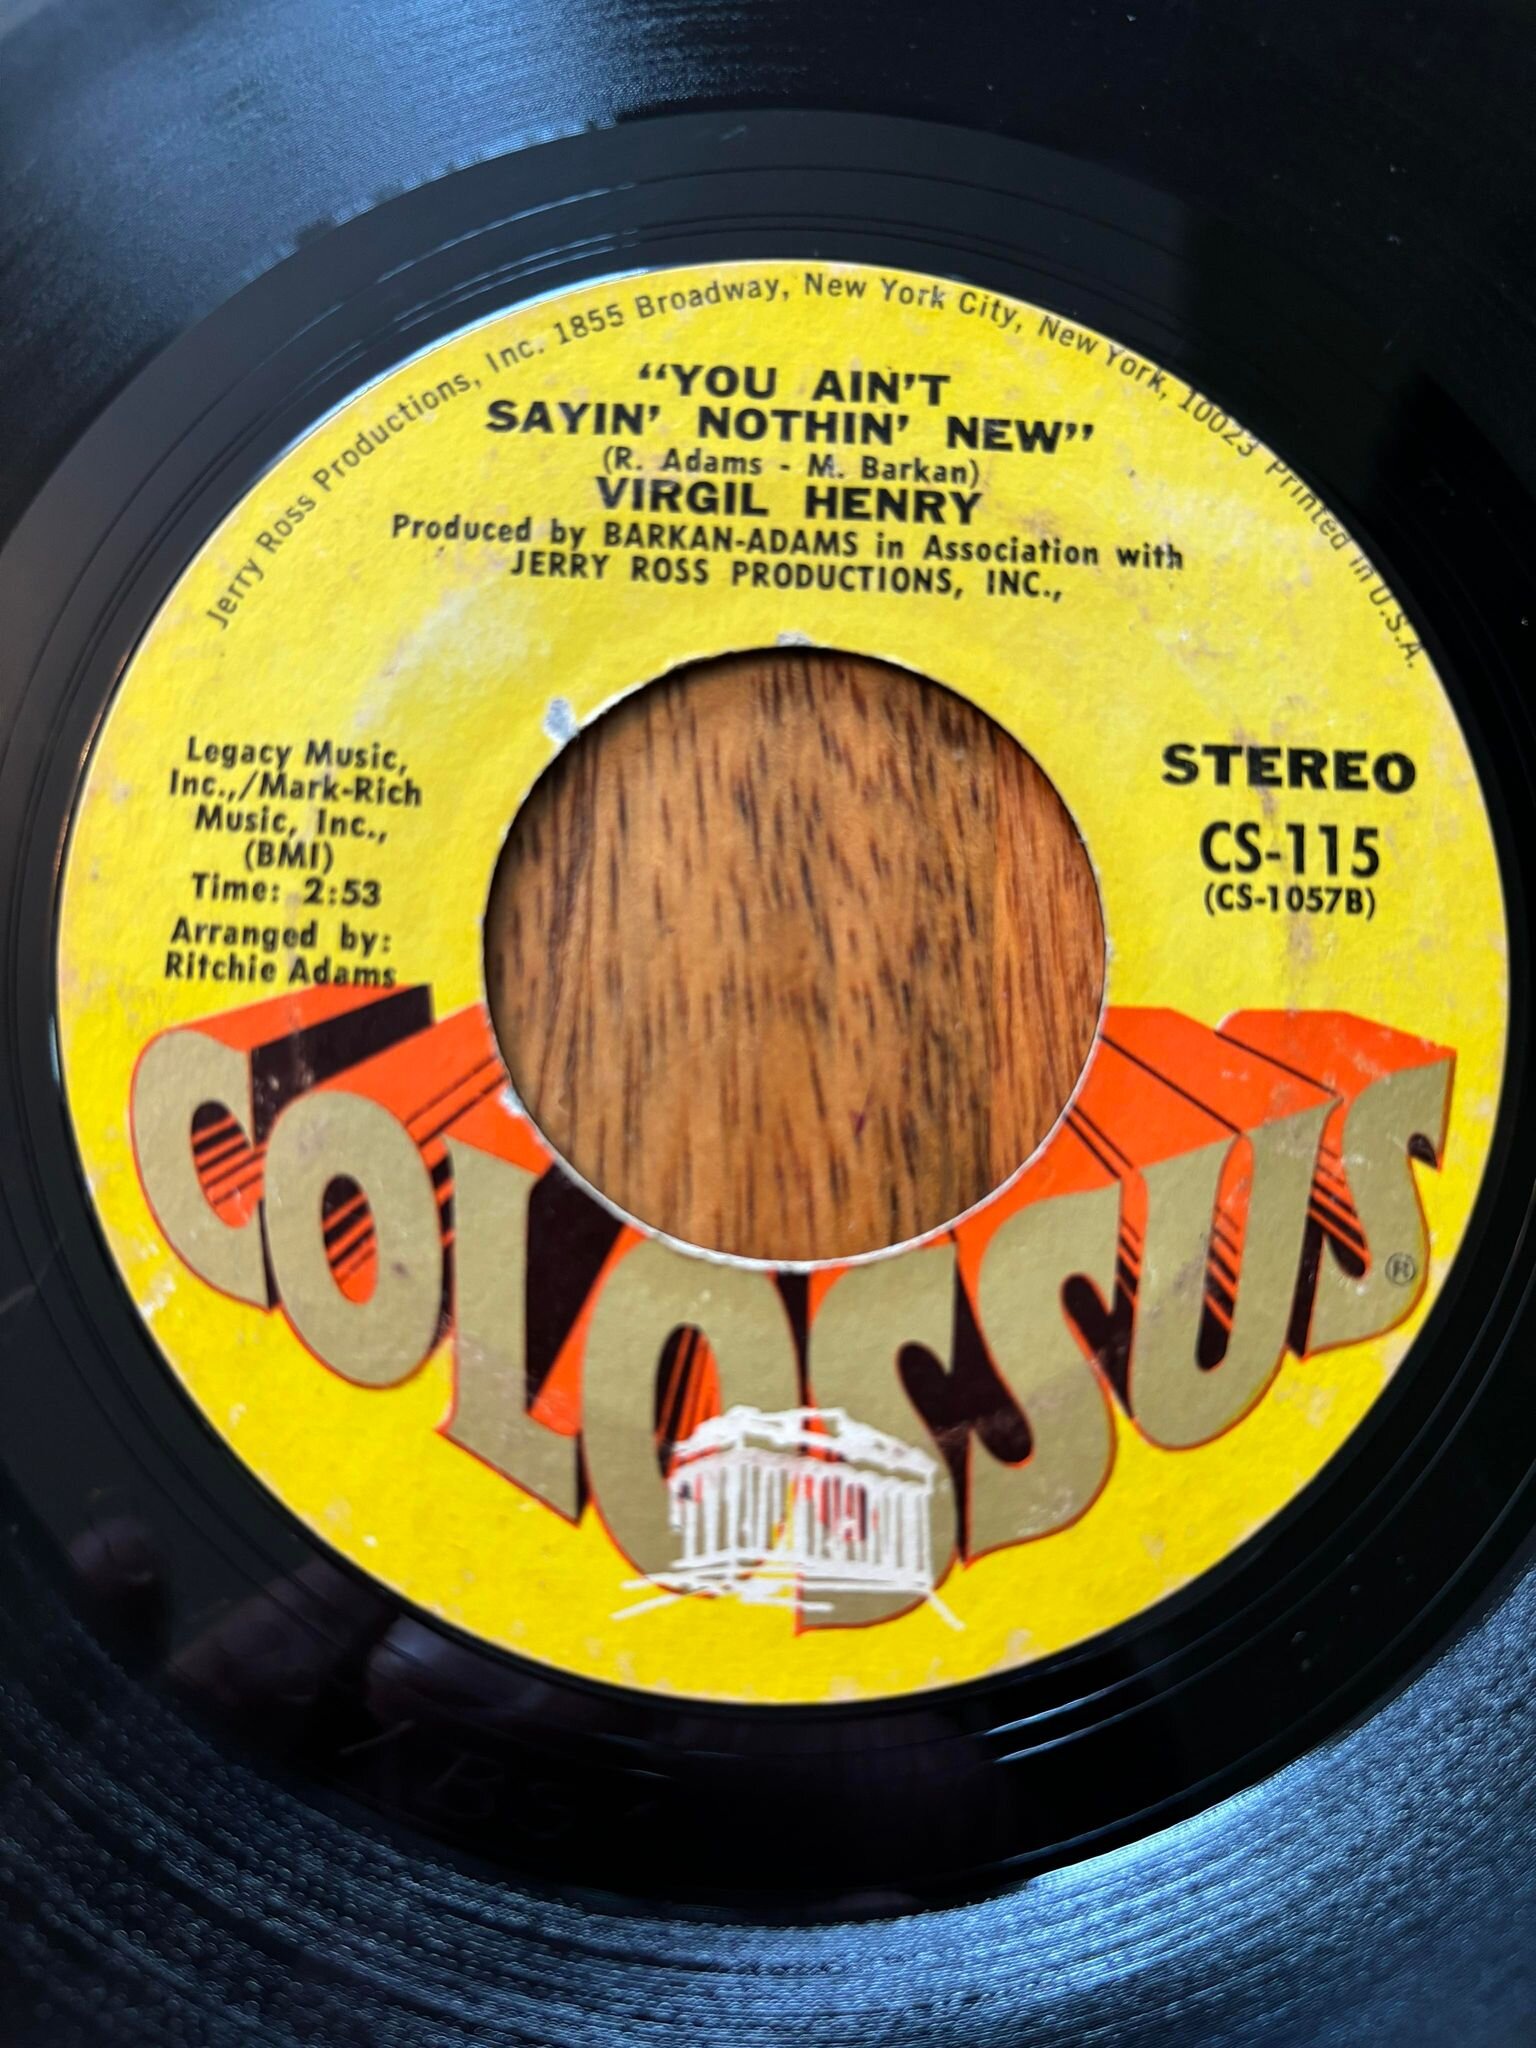 Jerry Ross Productions, Inc. 1855 Broadway, New York City, New York, 10023 Printed in U.S.A.
“YOU AIN’T
SAYIN’ NOTHIN’ NEW”
(R. Adams - M. Barkan)
VIRGIL HENRY
Produced by BARKAN-ADAMS in Association with
JERRY ROSS PRODUCTIONS, INC.,
Legacy Music,
Inc.,/Mark-Rich
Music, Inc.,
(BMI)
Time: 2:53
Arranged by:
Ritchie Adams
STEREO
CS-115
(CS-1057B)
COLOSSUS
®